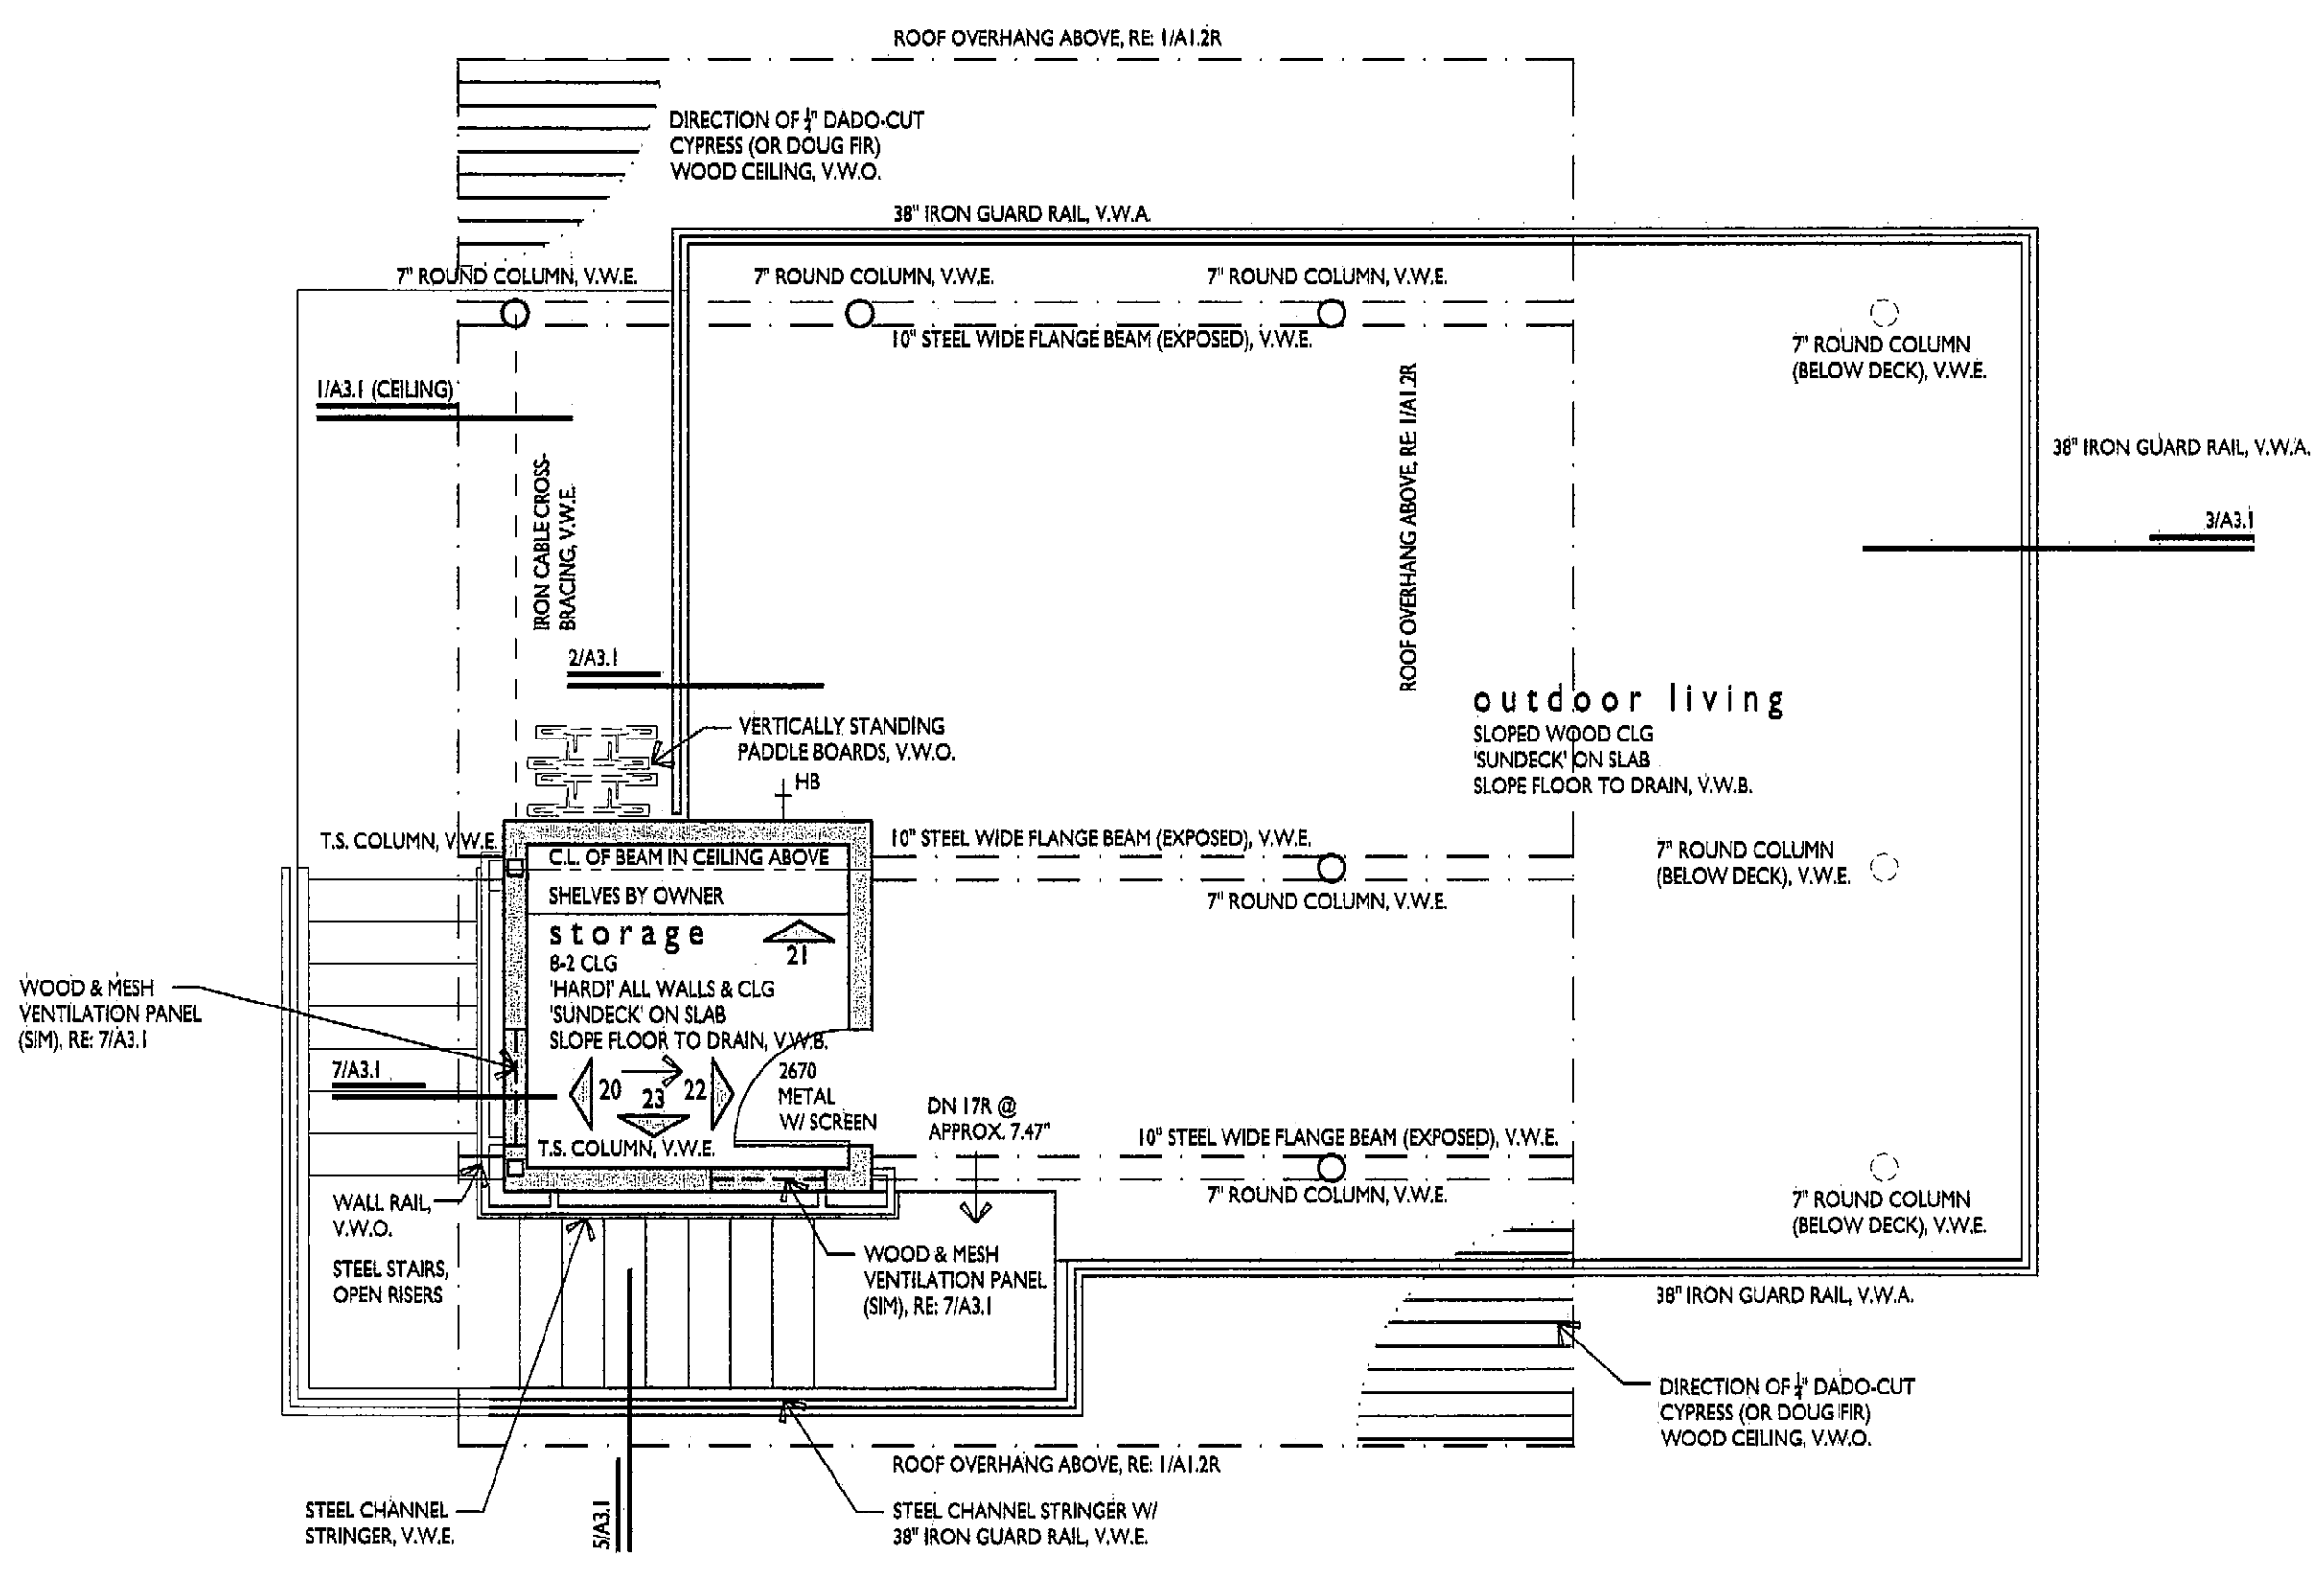 ROOF OVERHANG ABOVE, RE: 1/A1.2R
DIRECTION OF ¼" DADO-CUT
CYPRESS (OR DOUG FIR)
WOOD CEILING, V.W.O.
38" IRON GUARD RAIL, V.W.A.
7" ROUND COLUMN, V.W.E.
7" ROUND COLUMN, V.W.E.
7" ROUND COLUMN, V.W.E.
10" STEEL WIDE FLANGE BEAM (EXPOSED), V.W.E.
7" ROUND COLUMN
(BELOW DECK), V.W.E.
1/A3.1 (CEILING)
ROOF OVERHANG ABOVE, RE: 1/A1.2R
38" IRON GUARD RAIL, V.W.A.
IRON CABLE CROSS-
BRACING, V.W.E.
3/A3.1
2/A3.1
outdoor living
SLOPED WOOD CLG
'SUNDECK' ON SLAB
SLOPE FLOOR TO DRAIN, V.W.B.
VERTICALLY STANDING
PADDLE BOARDS, V.W.O.
HB
T.S. COLUMN, V.W.E.
10" STEEL WIDE FLANGE BEAM (EXPOSED), V.W.E.
C.L. OF BEAM IN CEILING ABOVE
7" ROUND COLUMN
(BELOW DECK), V.W.E.
SHELVES BY OWNER
7" ROUND COLUMN, V.W.E.
storage
21
8-2 CLG
'HARDI' ALL WALLS & CLG
'SUNDECK' ON SLAB
SLOPE FLOOR TO DRAIN, V.W.B.
WOOD & MESH
VENTILATION PANEL
(SIM), RE: 7/A3.1
7/A3.1
20
23
22
2670
METAL
W/ SCREEN
DN 17R @
APPROX. 7.47"
T.S. COLUMN, V.W.E.
10" STEEL WIDE FLANGE BEAM (EXPOSED), V.W.E.
7" ROUND COLUMN, V.W.E.
7" ROUND COLUMN
(BELOW DECK), V.W.E.
WALL RAIL,
V.W.O.
STEEL STAIRS,
OPEN RISERS
WOOD & MESH
VENTILATION PANEL
(SIM), RE: 7/A3.1
38" IRON GUARD RAIL, V.W.A.
DIRECTION OF ¼" DADO-CUT
CYPRESS (OR DOUG FIR)
WOOD CEILING, V.W.O.
ROOF OVERHANG ABOVE, RE: 1/A1.2R
STEEL CHANNEL
STRINGER, V.W.E.
5/A3.1
STEEL CHANNEL STRINGER W/
38" IRON GUARD RAIL, V.W.E.